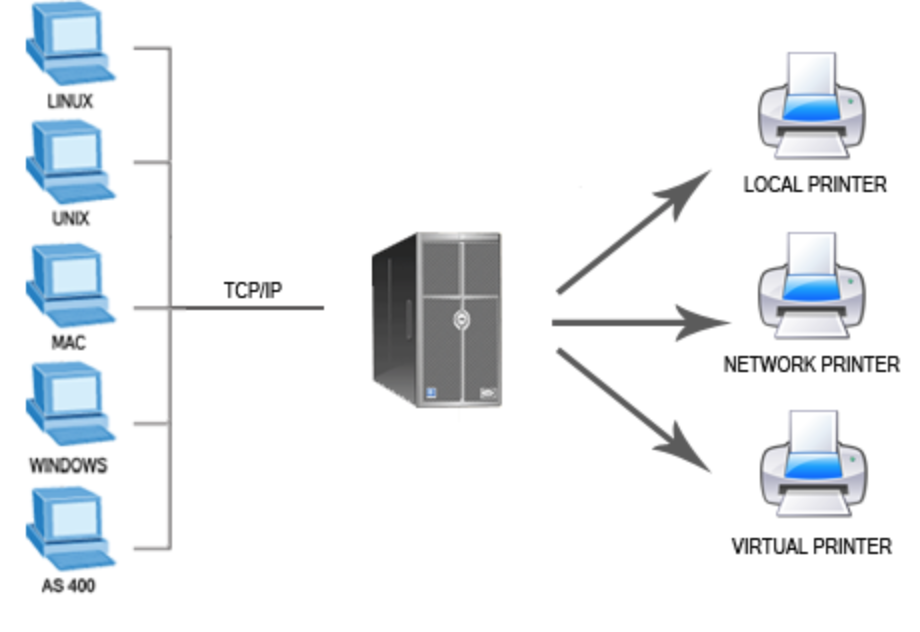 LINUX
UNIX
MAC
WINDOWS
AS 400
TCP/IP
LOCAL PRINTER
NETWORK PRINTER
VIRTUAL PRINTER